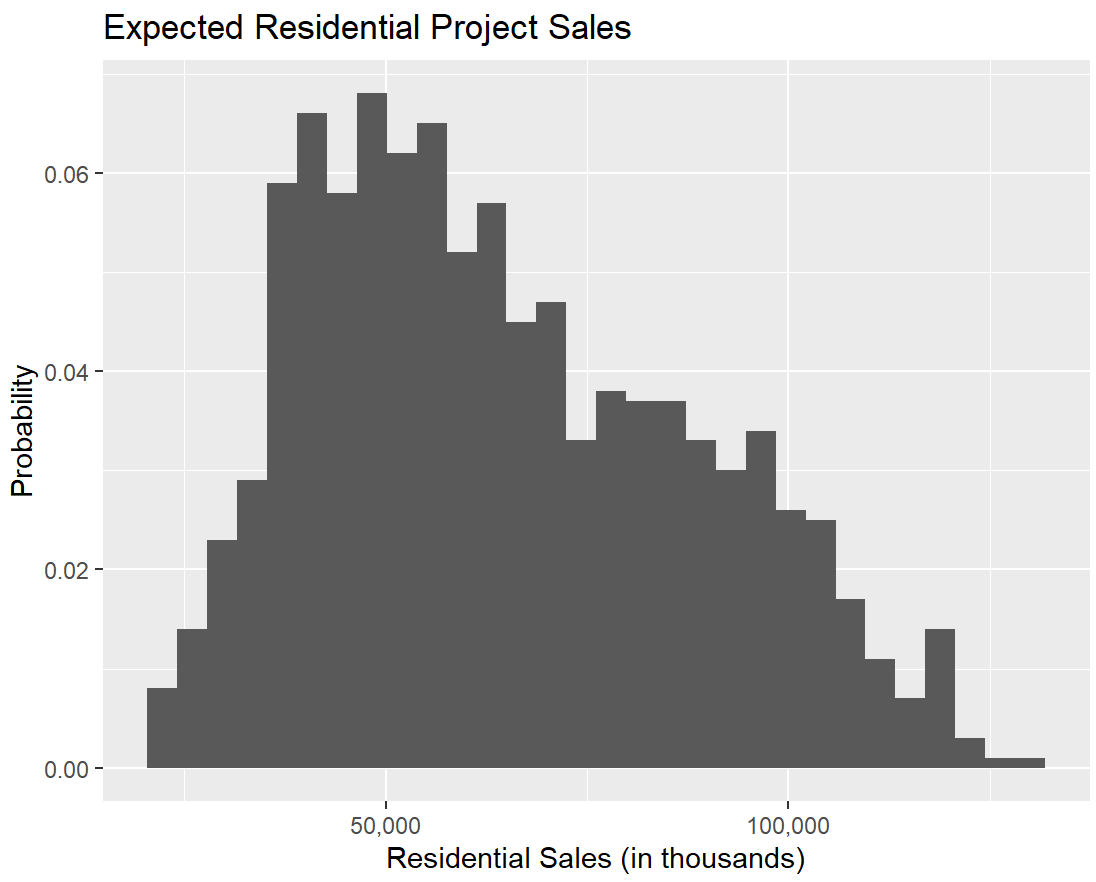 Expected Residential Project Sales
Probability
0.06
0.04
0.02
0.00
50,000
100,000
Residential Sales (in thousands)